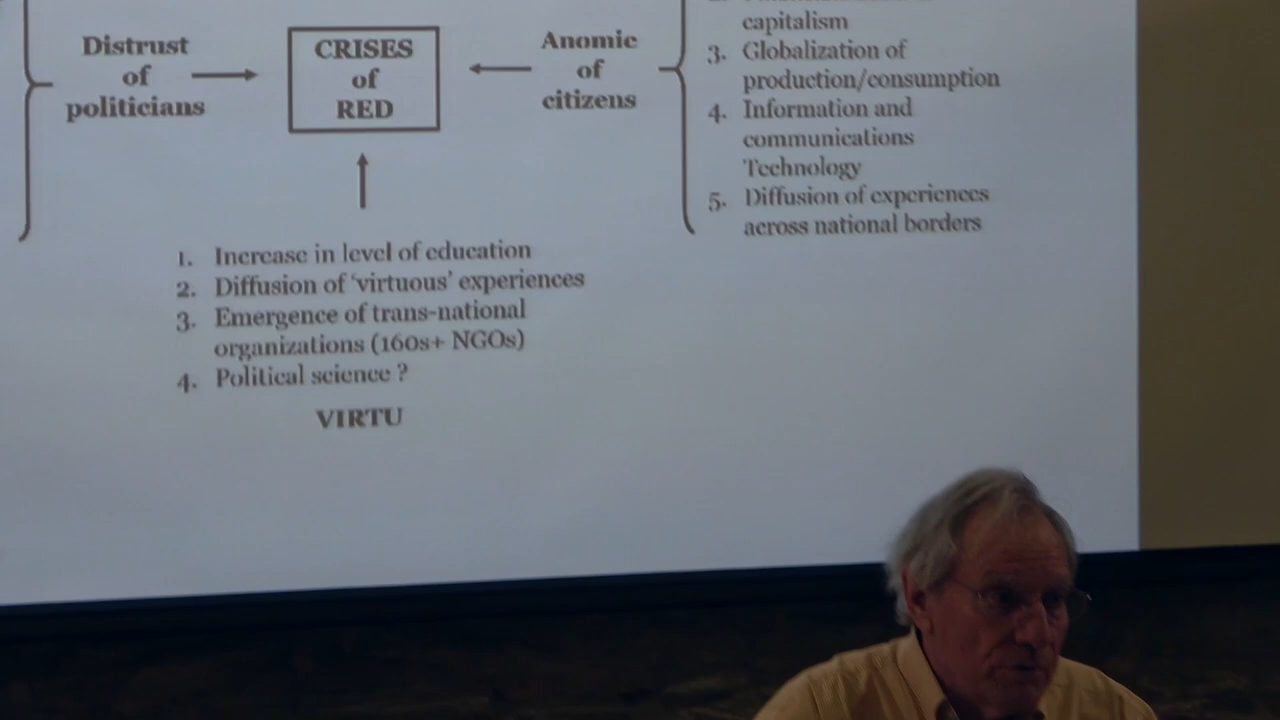 Distrust
of
politicians
CRISES
of
RED
Anomic
of
citizens
capitalism
3. Globalization of
production/consumption
4. Information and
communications
Technology
5. Diffusion of experiences
across national borders
1. Increase in level of education
2. Diffusion of ‘virtuous’ experiences
3. Emergence of trans-national
organizations (160s+ NGOs)
4. Political science ?
VIRTU